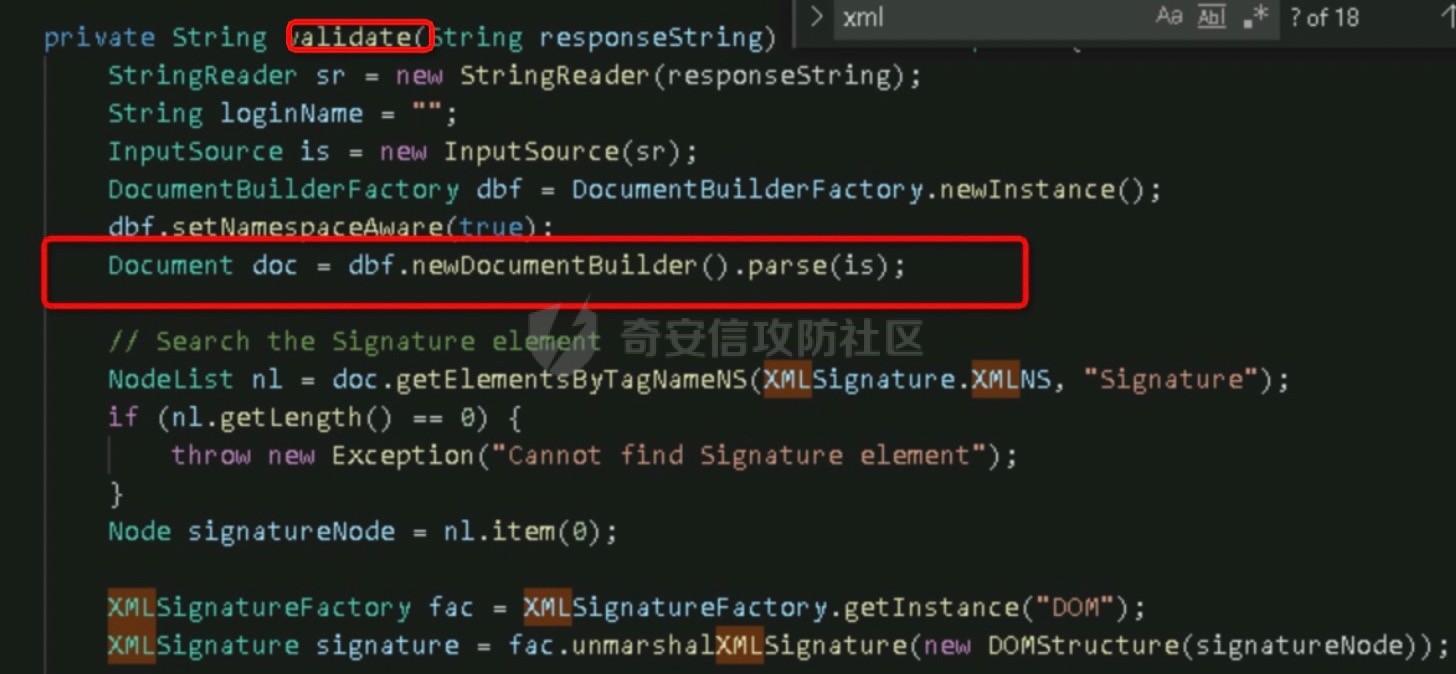 xml
Aa Abl .* ? of 18
private String validate(String responseString)
StringReader sr = new StringReader(responseString);
String loginName = "";
InputSource is = new InputSource(sr);
DocumentBuilderFactory dbf = DocumentBuilderFactory.newInstance();
dbf.setNamespaceAware(true);
Document doc = dbf.newDocumentBuilder().parse(is);
奇安信攻防社区
// Search the Signature element
NodeList nl = doc.getElementsByTagNameNS(XMLSignature.XMLNS, "Signature");
if (nl.getLength() == 0) {
throw new Exception("Cannot find Signature element");
}
Node signatureNode = nl.item(0);
XMLSignatureFactory fac = XMLSignatureFactory.getInstance("DOM");
XMLSignature signature = fac.unmarshalXMLSignature(new DOMStructure(signatureNode));